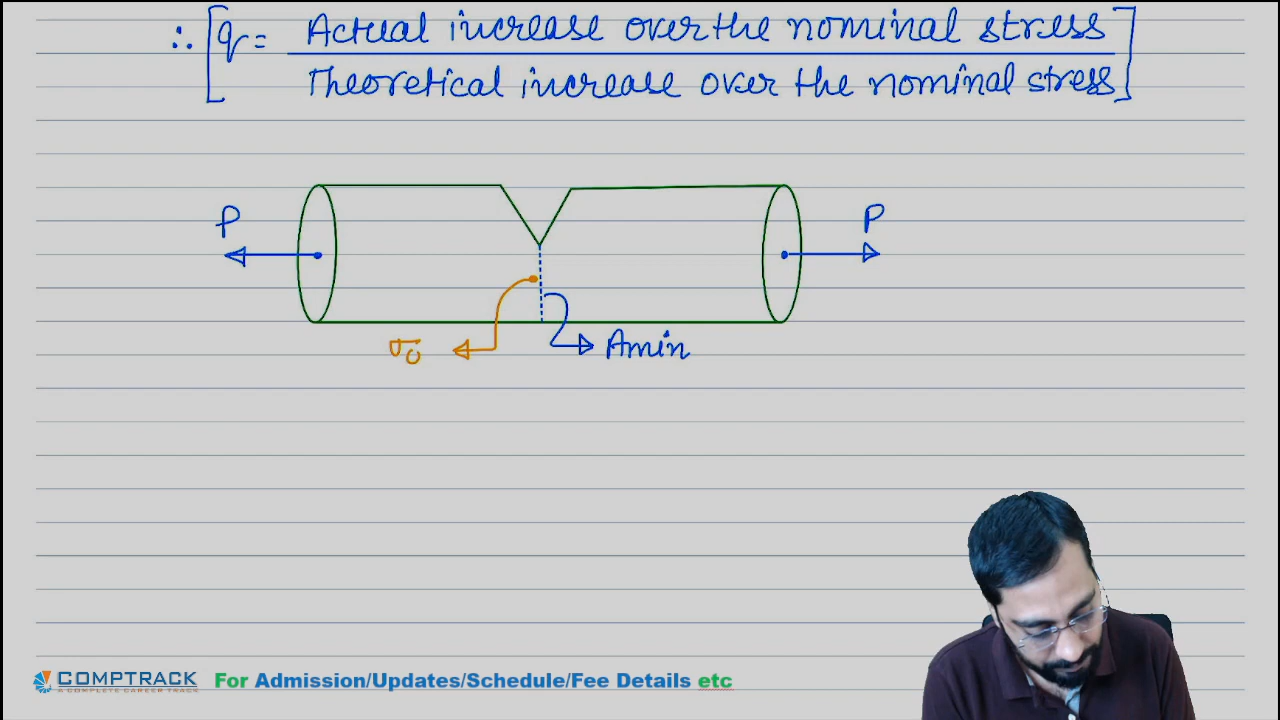 ∴ [q = Actual increase over the nominal stress
Theoretical increase over the nominal stress]
P
P
σo
Amin
COMPTRACK
A COMPLETE CAREER TRACK
For Admission/Updates/Schedule/Fee Details etc